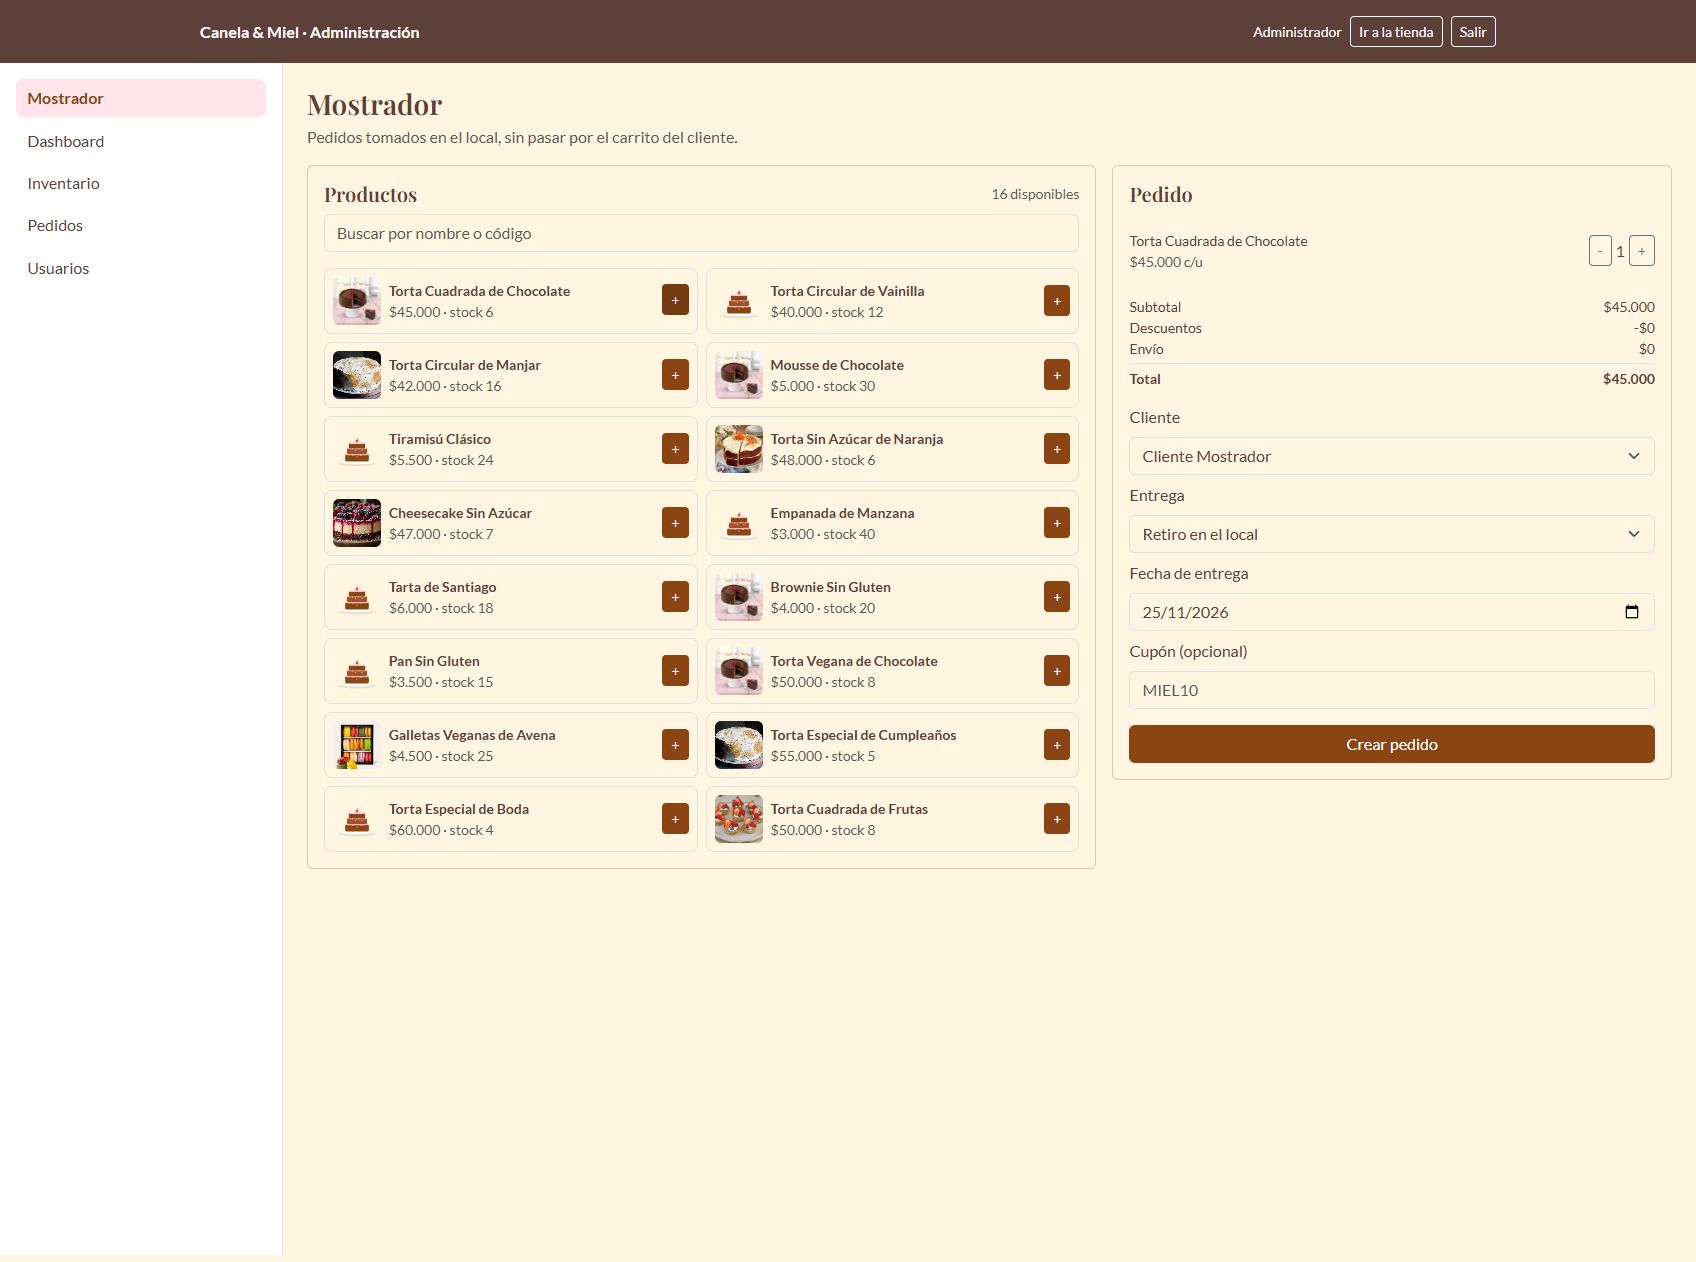 Canela & Miel · Administración
Administrador
Ir a la tienda
Salir
Mostrador
Dashboard
Inventario
Pedidos
Usuarios
Mostrador
Pedidos tomados en el local, sin pasar por el carrito del cliente.
Productos
16 disponibles
Buscar por nombre o código
Torta Cuadrada de Chocolate
$45.000 · stock 6
+
Torta Circular de Vainilla
$40.000 · stock 12
+
Torta Circular de Manjar
$42.000 · stock 16
+
Mousse de Chocolate
$5.000 · stock 30
+
Tiramisú Clásico
$5.500 · stock 24
+
Torta Sin Azúcar de Naranja
$48.000 · stock 6
+
Cheesecake Sin Azúcar
$47.000 · stock 7
+
Empanada de Manzana
$3.000 · stock 40
+
Tarta de Santiago
$6.000 · stock 18
+
Brownie Sin Gluten
$4.000 · stock 20
+
Pan Sin Gluten
$3.500 · stock 15
+
Torta Vegana de Chocolate
$50.000 · stock 8
+
Galletas Veganas de Avena
$4.500 · stock 25
+
Torta Especial de Cumpleaños
$55.000 · stock 5
+
Torta Especial de Boda
$60.000 · stock 4
+
Torta Cuadrada de Frutas
$50.000 · stock 8
+
Pedido
Torta Cuadrada de Chocolate
$45.000 c/u
- 1 +
Subtotal $45.000
Descuentos -$0
Envío $0
Total $45.000
Cliente
Cliente Mostrador
Entrega
Retiro en el local
Fecha de entrega
25/11/2026
Cupón (opcional)
MIEL10
Crear pedido